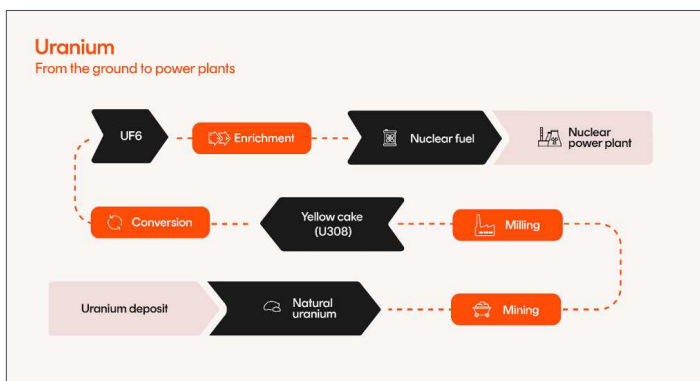 Uranium
From the ground to power plants
UF6
Enrichment
Nuclear fuel
Nuclear
power plant
Conversion
Yellow cake
(U308)
Milling
Uranium deposit
Natural
uranium
Mining